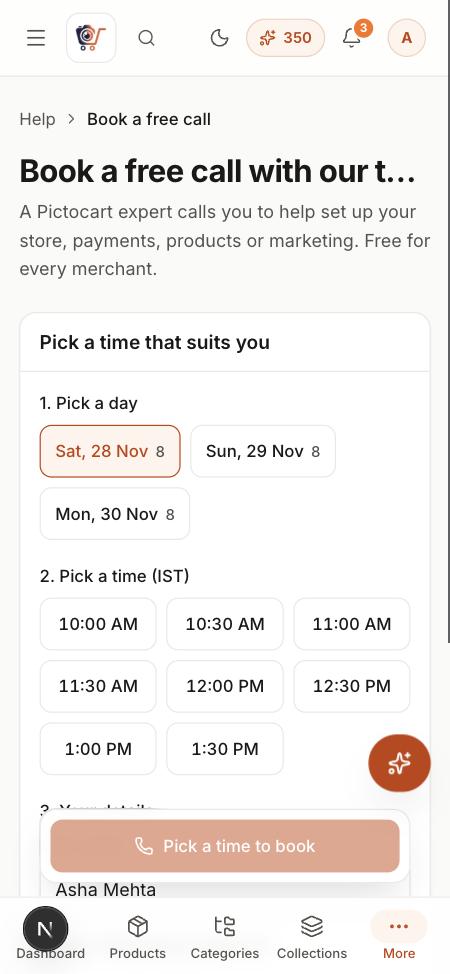 350
3
A
Help > Book a free call
Book a free call with our t...
A Pictocart expert calls you to help set up your
store, payments, products or marketing. Free for
every merchant.
Pick a time that suits you
1. Pick a day
Sat, 28 Nov 8
Sun, 29 Nov 8
Mon, 30 Nov 8
2. Pick a time (IST)
10:00 AM
10:30 AM
11:00 AM
11:30 AM
12:00 PM
12:30 PM
1:00 PM
1:30 PM
3. Your details
Pick a time to book
Asha Mehta
N
Dashboard
Products
Categories
Collections
More